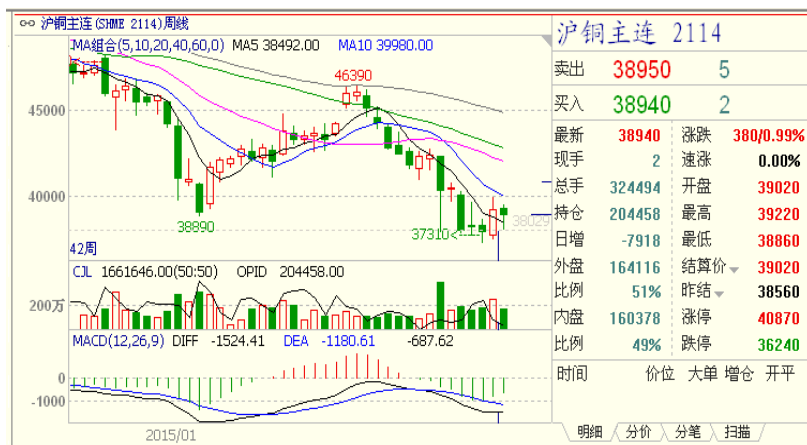 沪铜主连(SHME 2114)周线
MA组合(5,10,20,40,60,0) MA5 38492.00 MA10 39980.00
46390
45000
40000
38890
37310
38029
42周
CJL 1661646.00(50:50) OPID 204458.00
200万
MACD(12,26,9) DIFF -1524.41 DEA -1180.61 -687.62
0
-1000
2015/01
沪铜主连 2114
卖出 38950 5
买入 38940 2
最新 38940 涨跌 380/0.99%
现手 2 速涨 0.00%
总手 324494 开盘 39020
持仓 204458 最高 39220
日增 -7918 最低 38860
外盘 164116 结算价 39020
比例 51% 昨结 38560
内盘 160378 涨停 40870
比例 49% 跌停 36240
时间 价位 大单 增仓 开平
明细 分价 分笔 扫描